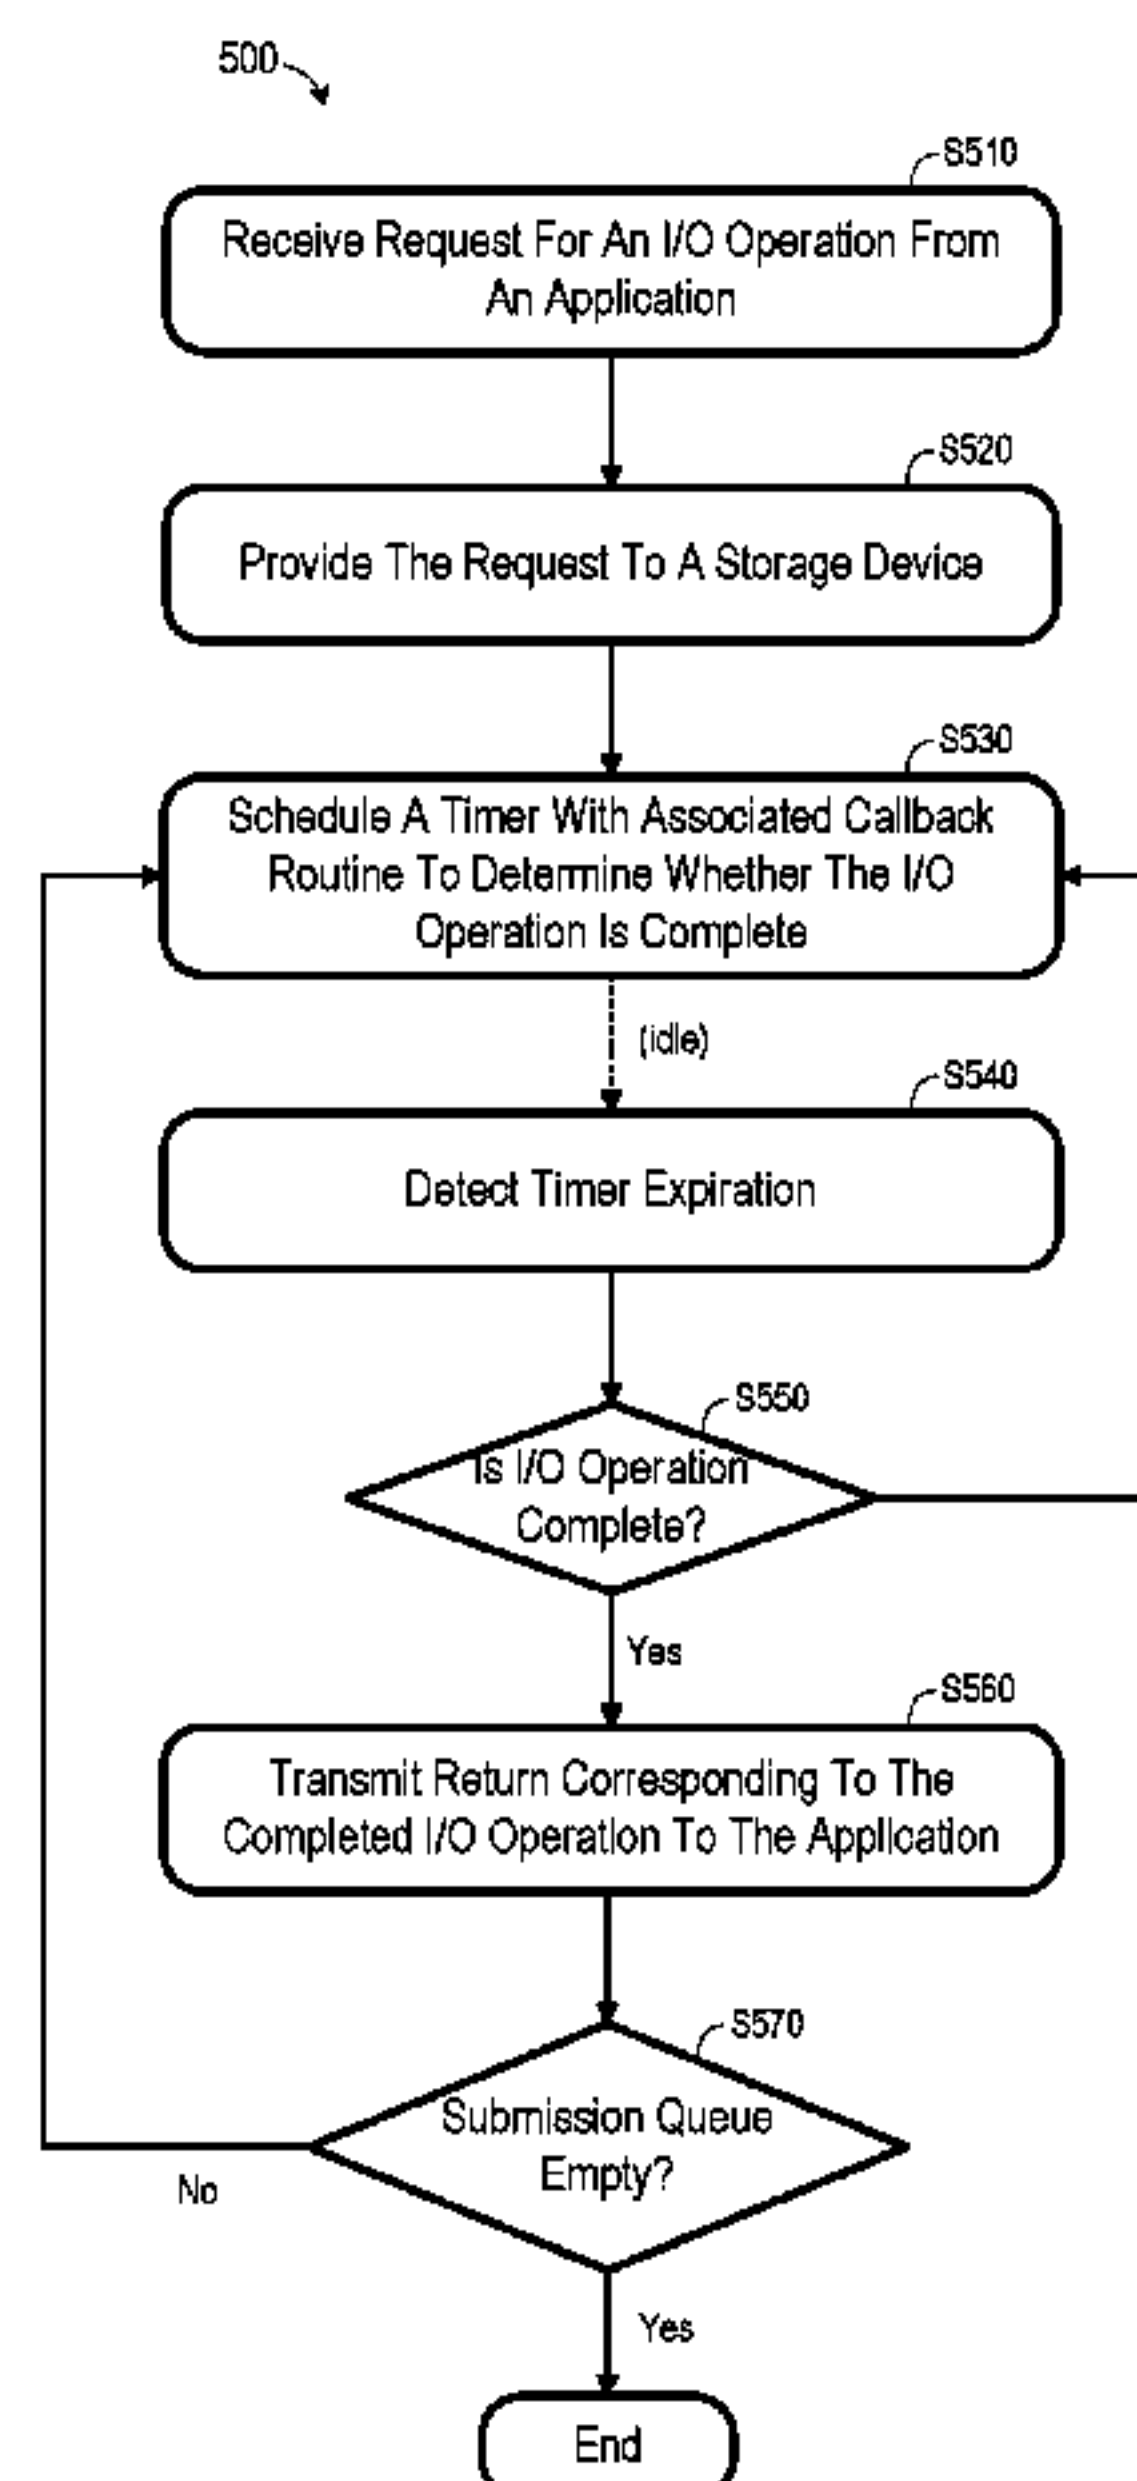 500
S510
Receive Request For An I/O Operation From
An Application
S520
Provide The Request To A Storage Device
S530
Schedule A Timer With Associated Callback
Routine To Determine Whether The I/O
Operation Is Complete
(idle)
S540
Detect Timer Expiration
S550
Is I/O Operation
Complete?
Yes
S560
Transmit Return Corresponding To The
Completed I/O Operation To The Application
S570
Submission Queue
Empty?
No
Yes
End